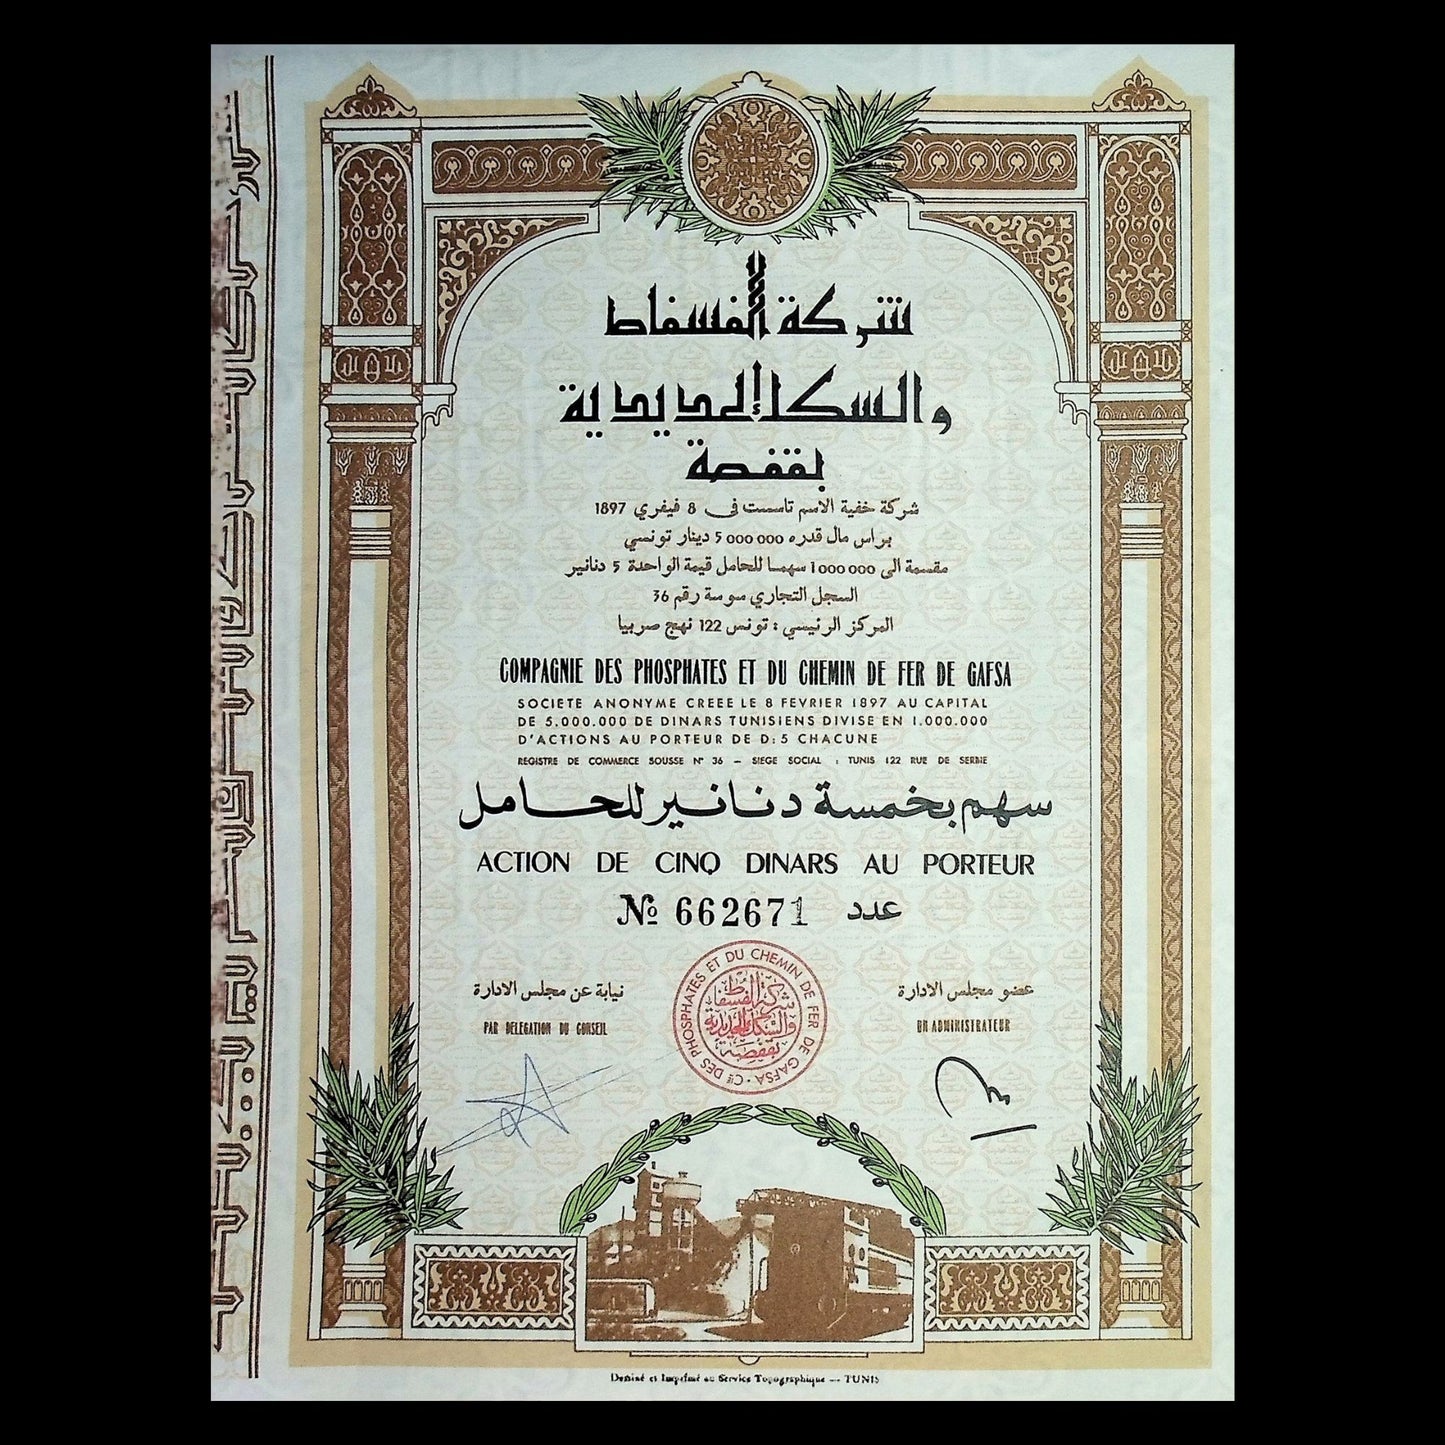 شركة الفسفاط
والسكك الحديدية
بقفصة
شركة خفية الاسم تاسست في 8 فيفري 1897
براس مال قدره 5 000 000 دينار تونسي
مقسمة الى 1 000 000 سهما للحامل قيمة الواحدة 5 دنانير
السجل التجاري سوسة رقم 36
المركز الرئيسي : تونس 122 نهج صربيا
COMPAGNIE DES PHOSPHATES ET DU CHEMIN DE FER DE GAFSA
SOCIETE ANONYME CREEE LE 8 FEVRIER 1897 AU CAPITAL
DE 5.000.000 DE DINARS TUNISIENS DIVISE EN 1.000.000
D'ACTIONS AU PORTEUR DE D: 5 CHACUNE
REGISTRE DE COMMERCE SOUSSE N° 36 – SIEGE SOCIAL : TUNIS 122 RUE DE SERBIE
سهم بخمسة دنانير للحامل
ACTION DE CINQ DINARS AU PORTEUR
№ 662671 عدد
عضو مجلس الادارة
UN ADMINISTRATEUR
نيابة عن مجلس الادارة
PAR DELEGATION DU CONSEIL
Cie DES PHOSPHATES ET DU CHEMIN DE FER DE GAFSA
شركة الفسفاط
والسكك الحديدية
بقفصة
Dessiné et Imprimé au Service Topographique — TUNIS